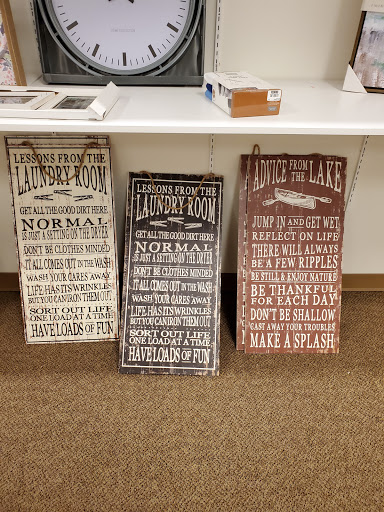 LESSONS FROM THE
LAUNDRY ROOM
GET ALL THE GOOD DIRT HERE
NORMAL
IS JUST A SETTING ON THE DRYER
DON'T BE CLOTHES MINDED
IT ALL COMES OUT IN THE WASH
WASH YOUR CARES AWAY
LIFE HAS ITS WRINKLES
BUT YOU CAN IRON THEM OUT
SORT OUT LIFE
ONE LOAD AT A TIME
HAVE LOADS OF FUN
LESSONS FROM THE
LAUNDRY ROOM
GET ALL THE GOOD DIRT HERE
NORMAL
IS JUST A SETTING ON THE DRYER
DON'T BE CLOTHES MINDED
IT ALL COMES OUT IN THE WASH
WASH YOUR CARES AWAY
LIFE HAS ITS WRINKLES
BUT YOU CAN IRON THEM OUT
SORT OUT LIFE
ONE LOAD AT A TIME
HAVE LOADS OF FUN
ADVICE FROM THE LAKE
JUMP IN AND GET WET
REFLECT ON LIFE
THERE WILL ALWAYS
BE A FEW RIPPLES
BE STILL & ENJOY NATURE
BE THANKFUL
FOR EACH DAY
DON'T BE SHALLOW
CAST AWAY YOUR TROUBLES
MAKE A SPLASH